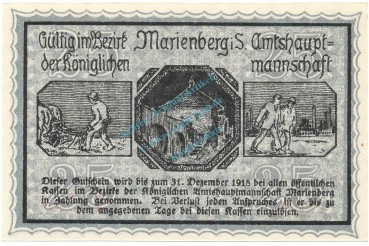 Gültig im Bezirk Marienberg i. S. Amtshaupt-
der Königlichen mannschaft
25 25
Dieser Gutschein wird bis zum 31. Dezember 1918 bei allen öffentlichen
Kassen im Bezirke der Königlichen Amtshauptmannschaft Marienberg
in Zahlung genommen. Bei Verlust jeden Anspruches ist er bis zu
dem angegebenen Tage bei diesen Kassen einzulösen.